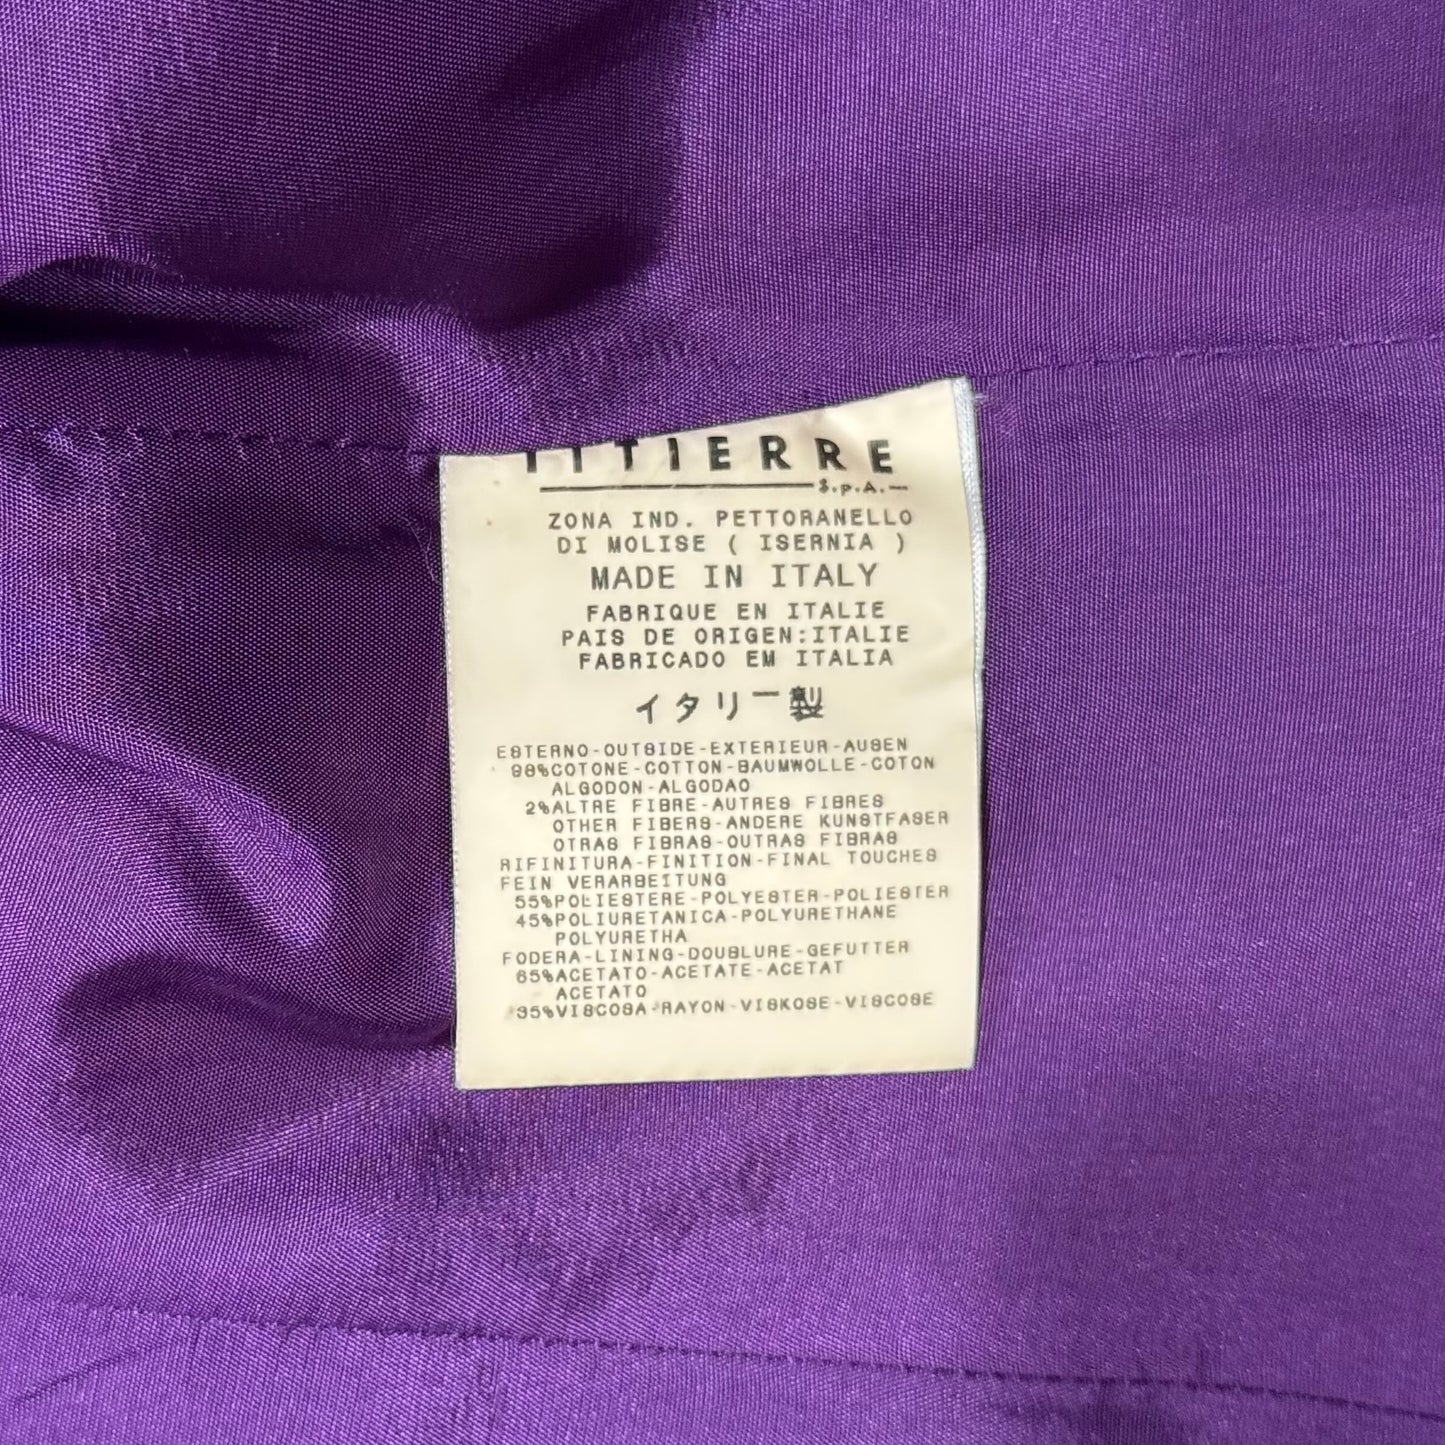 ITTIERRE
S.p.A.
ZONA IND. PETTORANELLO
DI MOLISE ( ISERNIA )
MADE IN ITALY
FABRIQUE EN ITALIE
PAIS DE ORIGEN:ITALIE
FABRICADO EM ITALIA
イタリー製
ESTERNO-OUTSIDE-EXTERIEUR-AUSEN
98%COTONE-COTTON-BAUMWOLLE-COTON
ALGODON-ALGODAO
2%ALTRE FIBRE-AUTRES FIBRES
OTHER FIBERS-ANDERE KUNSTFASER
OTRAS FIBRAS-OUTRAS FIBRAS
RIFINITURA-FINITION-FINAL TOUCHES
FEIN VERARBEITUNG
55%POLIESTERE-POLYESTER-POLIESTER
45%POLIURETANICA-POLYURETHANE
POLYURETHA
FODERA-LINING-DOUBLURE-GEFUTTER
65%ACETATO-ACETATE-ACETAT
ACETATO
35%VISCOSA-RAYON-VISKOSE-VISCOSE